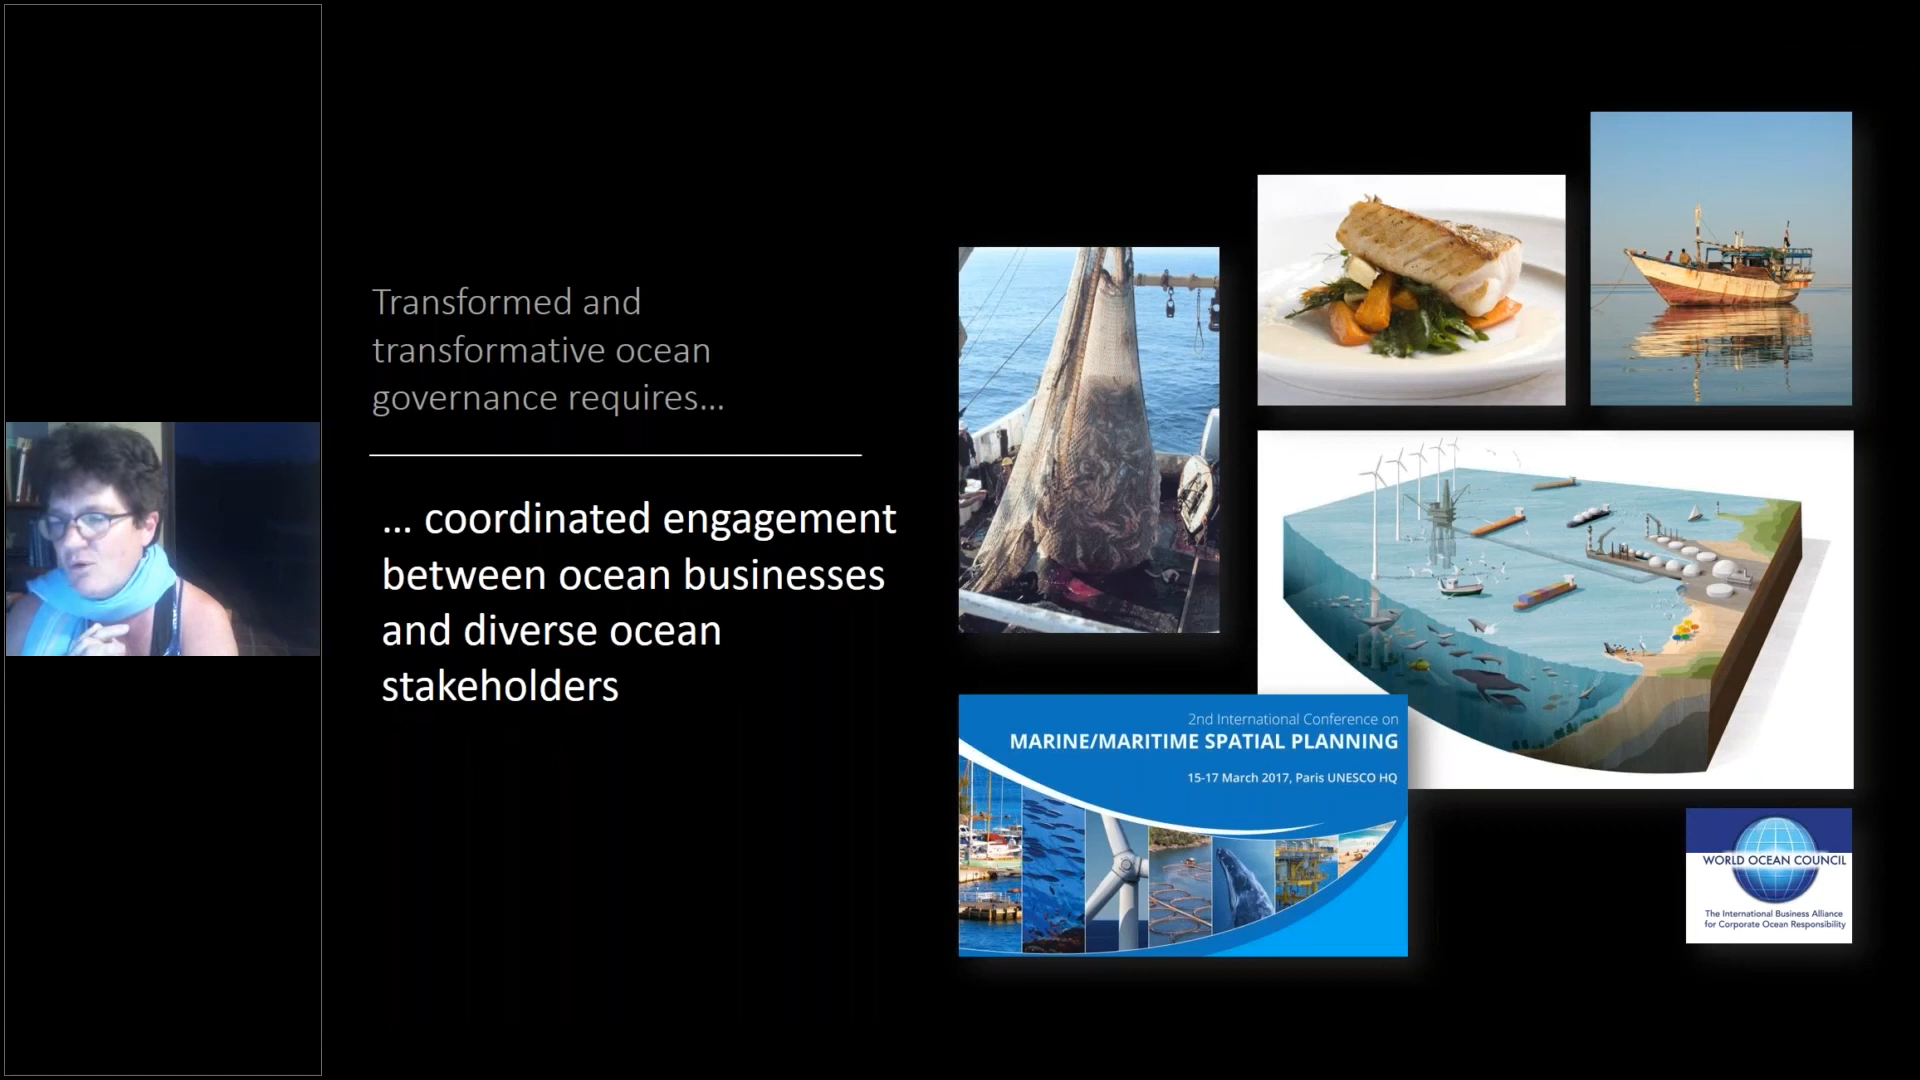 Transformed and
transformative ocean
governance requires...
... coordinated engagement
between ocean businesses
and diverse ocean
stakeholders
2nd International Conference on
MARINE/MARITIME SPATIAL PLANNING
15-17 March 2017, Paris UNESCO HQ
WORLD OCEAN COUNCIL
The International Business Alliance
for Corporate Ocean Responsibility